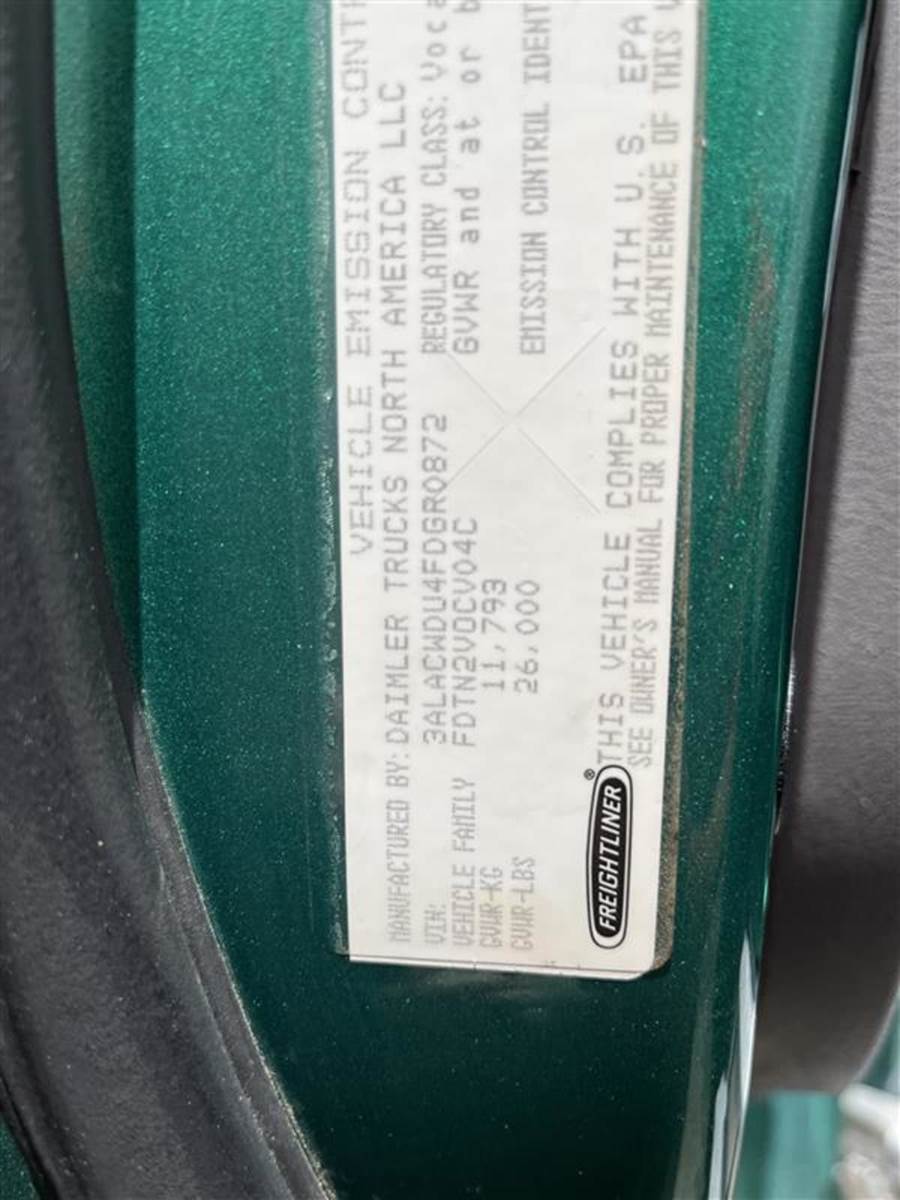 VEHICLE EMISSION CONT
MANUFACTURED BY: DAIMLER TRUCKS NORTH AMERICA LLC
VIN: 3ALACWDU4FDGR0872 REGULATORY CLASS: Voca
VEHICLE FAMILY FDTN2VOCV04C GVWR and at or b
GVWR-KG 11,793
GVWR-LBS 26,000 EMISSION CONTROL IDENT
THIS VEHICLE COMPLIES WITH U.S. EPA
SEE OWNER'S MANUAL FOR PROPER MAINTENANCE OF THIS
FREIGHTLINER®